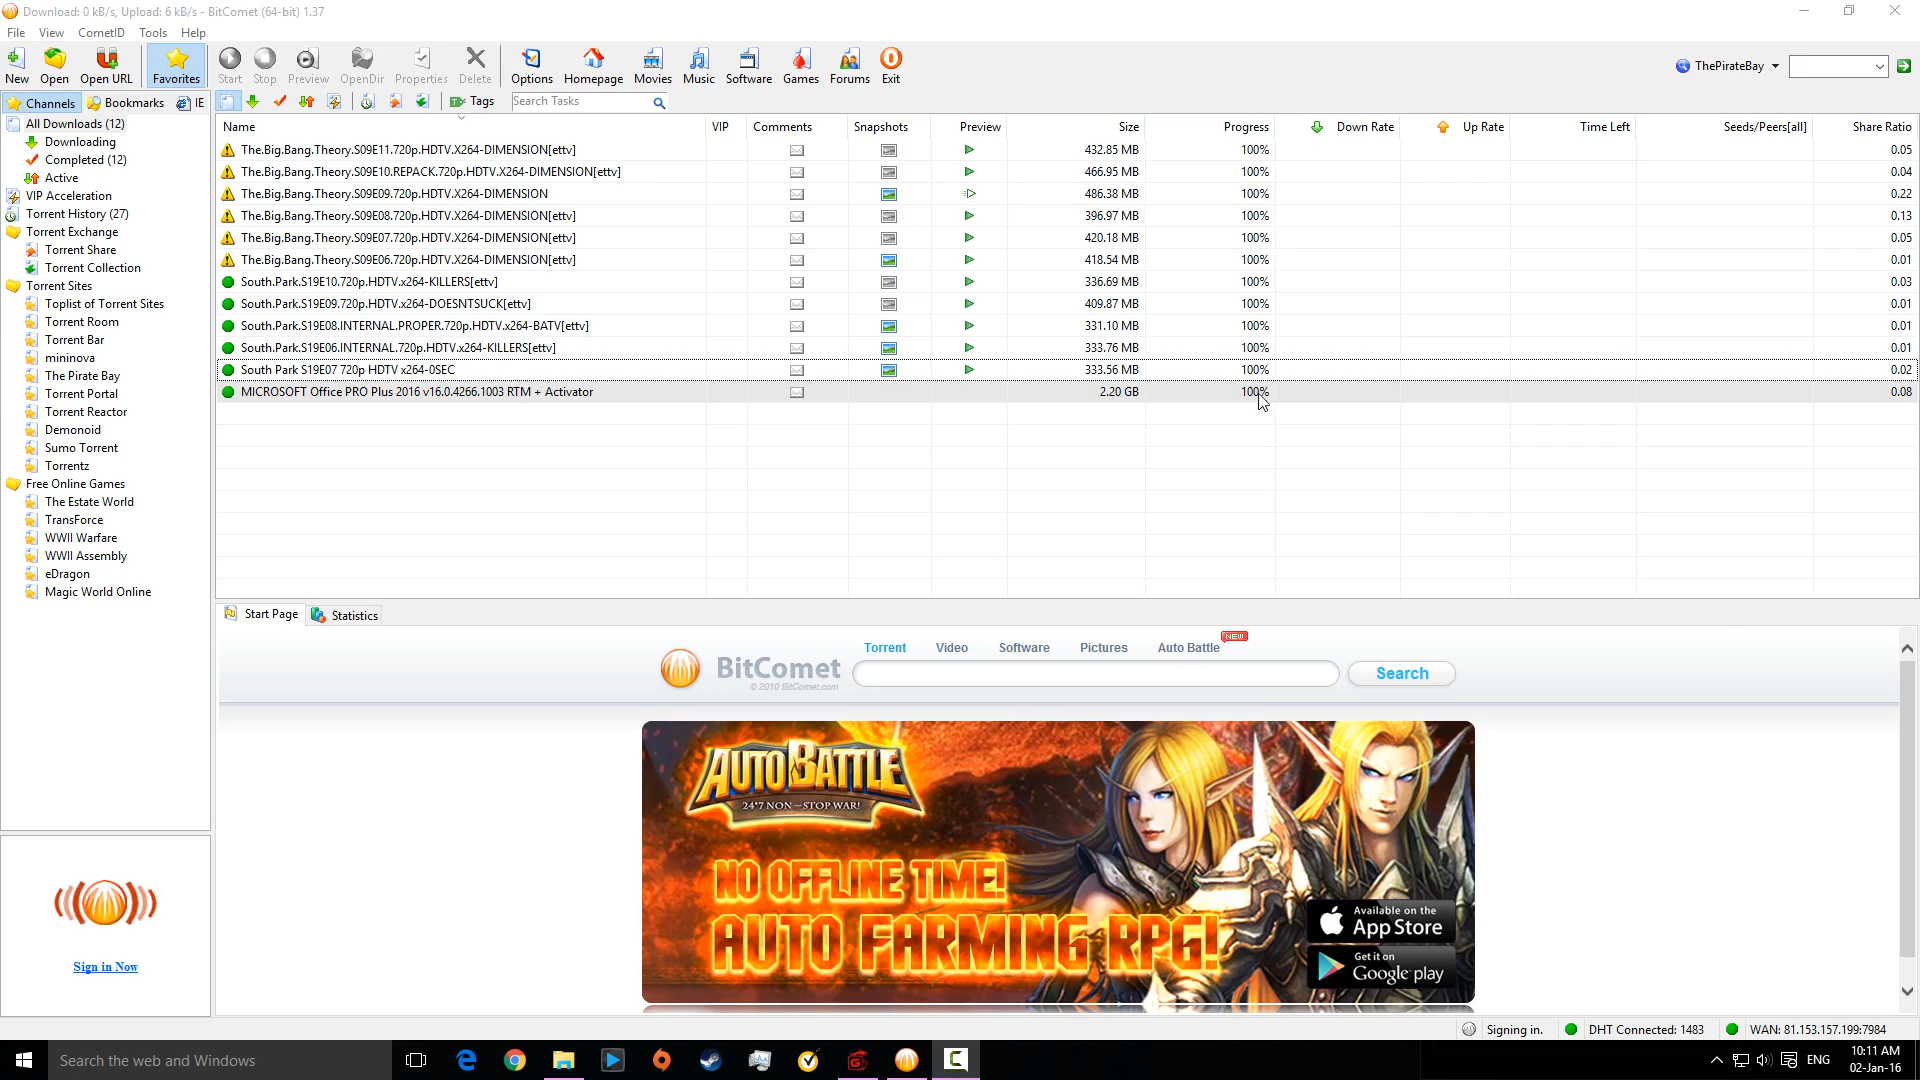 Download: 0 kB/s, Upload: 6 kB/s - BitComet (64-bit) 1.37
File View CometID Tools Help
New Open Open URL Favorites Start Stop Preview OpenDir Properties Delete Options Homepage Movies Music Software Games Forums Exit ThePirateBay
Channels Bookmarks IE Tags Search Tasks
All Downloads (12)
Downloading
Completed (12)
Active
VIP Acceleration
Torrent History (27)
Torrent Exchange
Torrent Share
Torrent Collection
Torrent Sites
Toplist of Torrent Sites
Torrent Room
Torrent Bar
mininova
The Pirate Bay
Torrent Portal
Torrent Reactor
Demonoid
Sumo Torrent
Torrentz
Free Online Games
The Estate World
TransForce
WWII Warfare
WWII Assembly
eDragon
Magic World Online
Sign in Now
Name VIP Comments Snapshots Preview Size Progress Down Rate Up Rate Time Left Seeds/Peers[all] Share Ratio
The.Big.Bang.Theory.S09E11.720p.HDTV.X264-DIMENSION[ettv] 432.85 MB 100% 0.05
The.Big.Bang.Theory.S09E10.REPACK.720p.HDTV.X264-DIMENSION[ettv] 466.95 MB 100% 0.04
The.Big.Bang.Theory.S09E09.720p.HDTV.X264-DIMENSION 486.38 MB 100% 0.22
The.Big.Bang.Theory.S09E08.720p.HDTV.X264-DIMENSION[ettv] 396.97 MB 100% 0.13
The.Big.Bang.Theory.S09E07.720p.HDTV.X264-DIMENSION[ettv] 420.18 MB 100% 0.05
The.Big.Bang.Theory.S09E06.720p.HDTV.X264-DIMENSION[ettv] 418.54 MB 100% 0.01
South.Park.S19E10.720p.HDTV.x264-KILLERS[ettv] 336.69 MB 100% 0.03
South.Park.S19E09.720p.HDTV.x264-DOESNTSUCK[ettv] 409.87 MB 100% 0.01
South.Park.S19E08.INTERNAL.PROPER.720p.HDTV.x264-BATV[ettv] 331.10 MB 100% 0.01
South.Park.S19E06.INTERNAL.720p.HDTV.x264-KILLERS[ettv] 333.76 MB 100% 0.01
South Park S19E07 720p HDTV x264-0SEC 333.56 MB 100% 0.02
MICROSOFT Office PRO Plus 2016 v16.0.4266.1003 RTM + Activator 2.20 GB 100% 0.08
Start Page Statistics
Torrent Video Software Pictures Auto Battle NEW
BitComet Search
© 2010 BitComet.com
AUTO BATTLE
24*7 NON-STOP WAR!
NO OFFLINE TIME!
AUTO FARMING RPG!
Available on the
App Store
Get it on
Google play
Signing in. DHT Connected: 1483 WAN: 81.153.157.199:7984
Search the web and Windows ENG 10:11 AM
02-Jan-16